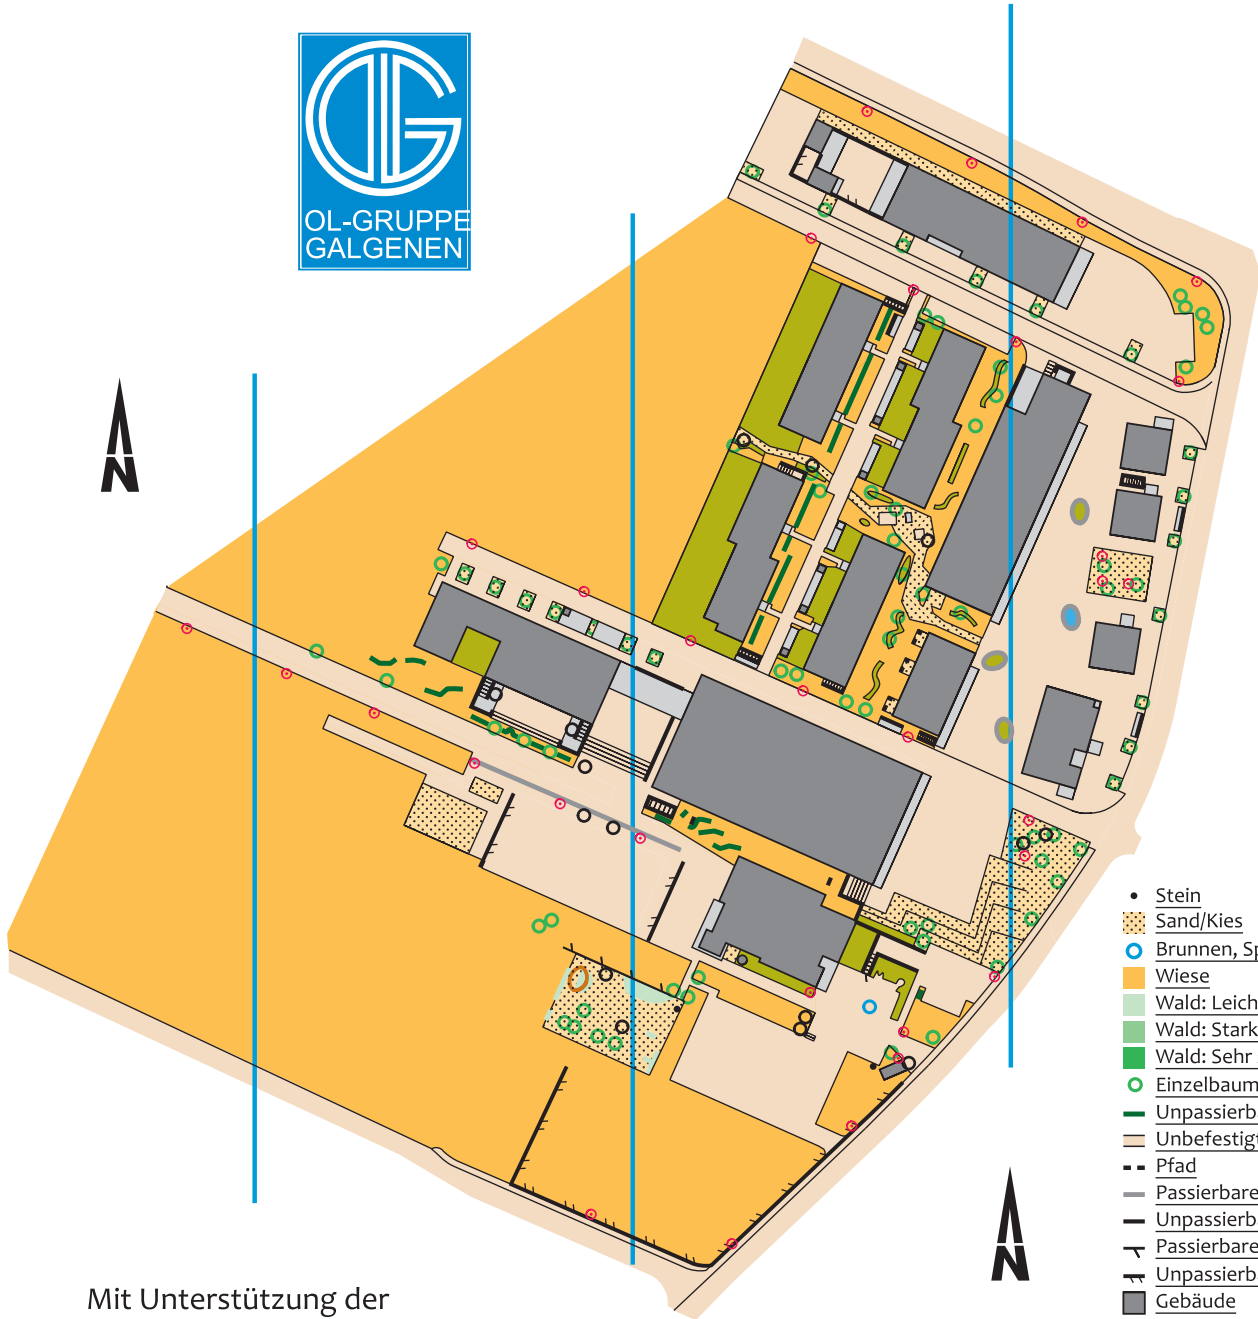 OL-GRUPPE
GALGENEN
N
N
Stein
Sand/Kies
Brunnen, Sp
Wiese
Wald: Leich
Wald: Stark
Wald: Sehr
Einzelbaum
Unpassierb
Unbefestigt
Pfad
Passierbare
Unpassierb
Passierbare
Unpassierb
Gebäude
Mit Unterstützung der